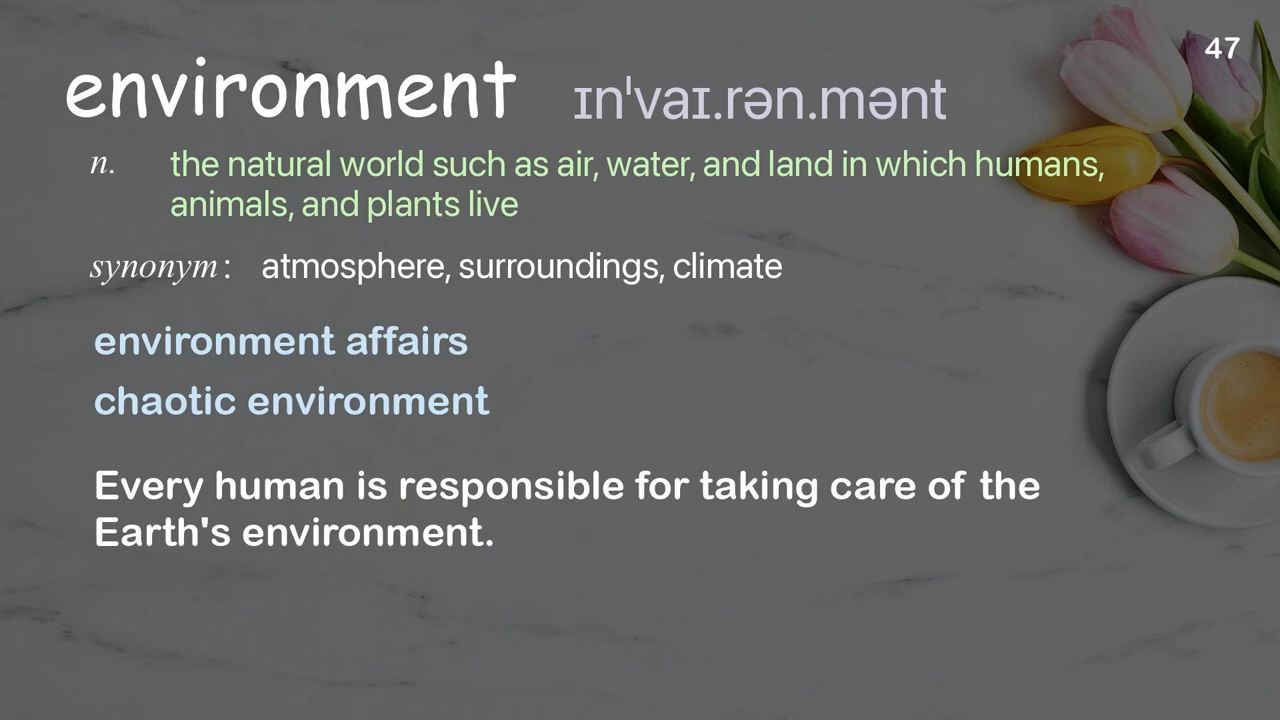 47
environment ɪnˈvaɪ.rən.mənt
n. the natural world such as air, water, and land in which humans,
animals, and plants live
synonym: atmosphere, surroundings, climate
environment affairs
chaotic environment
Every human is responsible for taking care of the
Earth's environment.